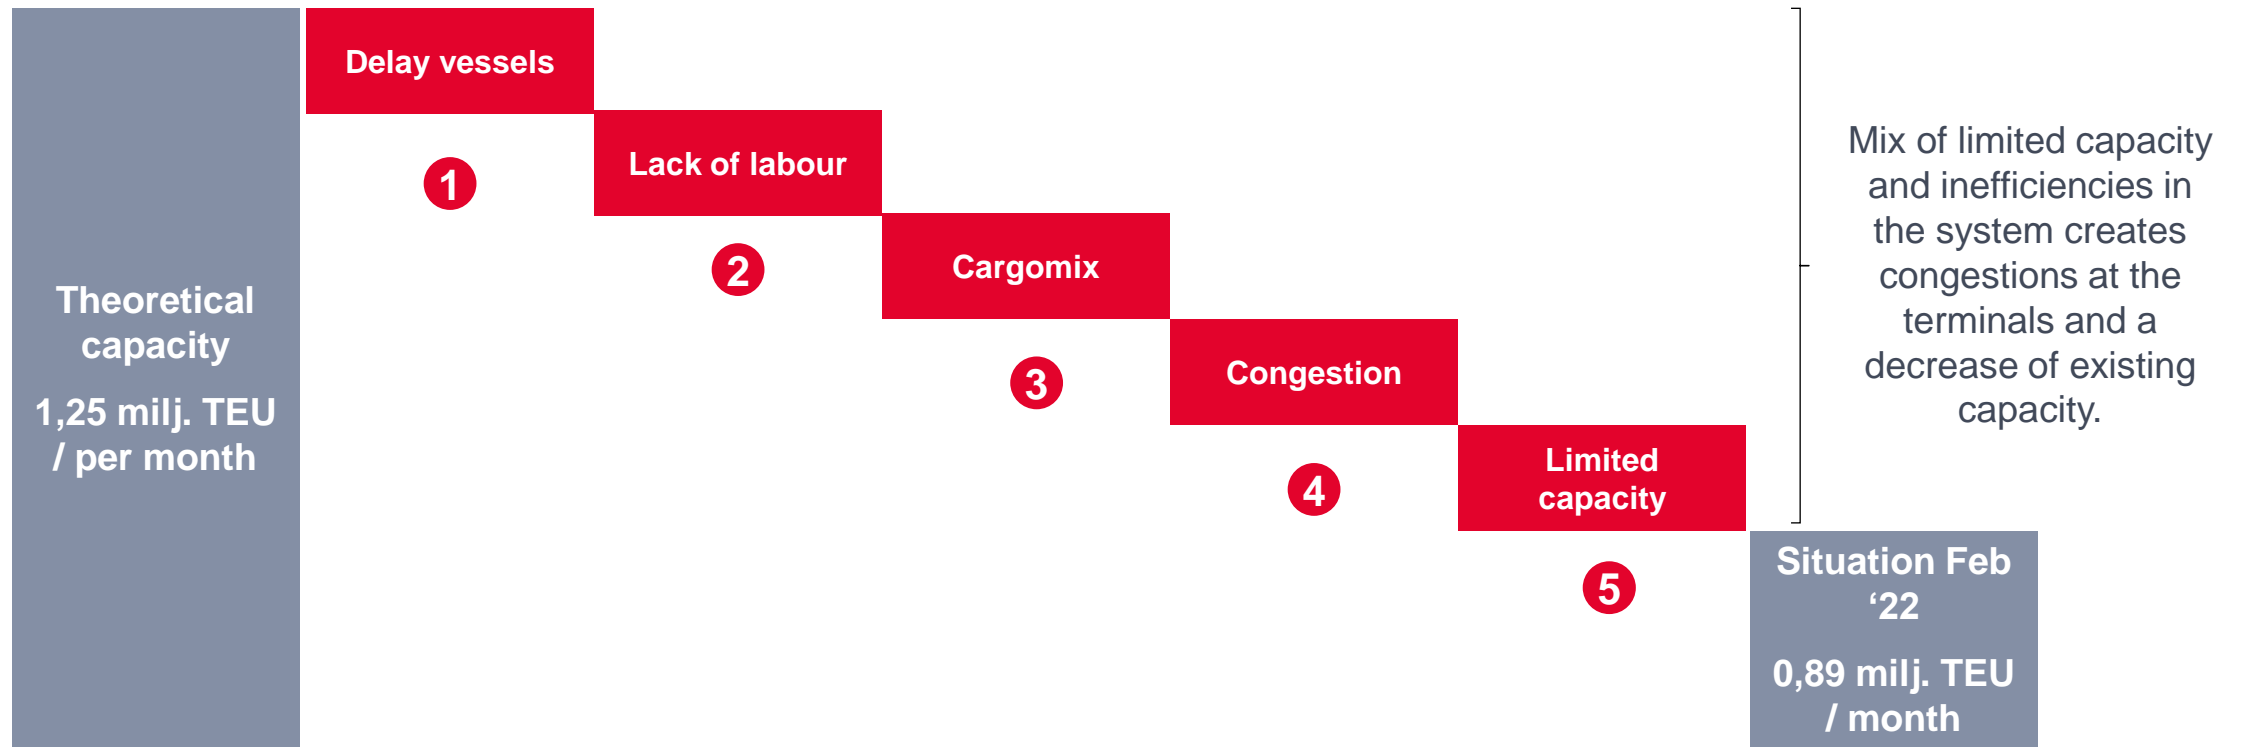 Theoretical
capacity
1,25 milj. TEU
/ per month
Delay vessels
1
Lack of labour
2
Cargomix
3
Congestion
4
Limited
capacity
5
Situation Feb
‘22
0,89 milj. TEU
/ month
Mix of limited capacity
and inefficiencies in
the system creates
congestions at the
terminals and a
decrease of existing
capacity.